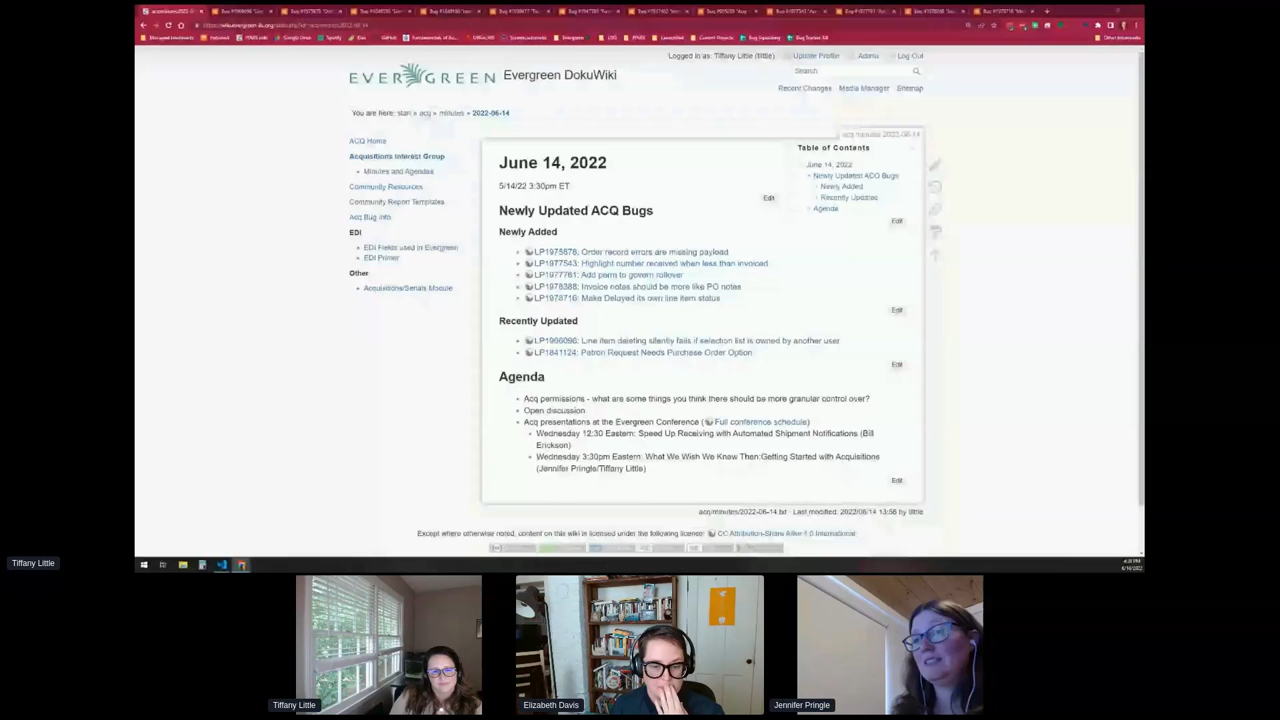 Logged in as: Tiffany Little (tlittle)
Update Profile
Admin
Log Out
EVERGREEN
Evergreen DokuWiki
Search
Recent Changes
Media Manager
Sitemap
You are here: start » acq » minutes » 2022-06-14
acq:minutes:2022-06-14
ACQ Home
Acquisitions Interest Group
Minutes and Agendas
Community Resources
Community Report Templates
Acq Bug Info
EDI
EDI Fields used in Evergreen
EDI Primer
Other
Acquisitions/Serials Module
June 14, 2022
5/14/22 3:30pm ET
Edit
Newly Updated ACQ Bugs
Edit
Newly Added
LP1975878: Order record errors are missing payload
LP1977543: Highlight number received when less than invoiced
LP1977761: Add perm to govern rollover
LP1978388: Invoice notes should be more like PO notes
LP1978716: Make Delayed its own line item status
Edit
Recently Updated
LP1996096: Line item deleting silently fails if selection list is owned by another user
LP1841124: Patron Request Needs Purchase Order Option
Edit
Agenda
Acq permissions - what are some things you think there should be more granular control over?
Open discussion
Acq presentations at the Evergreen Conference (Full conference schedule)
Wednesday 12:30 Eastern: Speed Up Receiving with Automated Shipment Notifications (Bill
Erickson)
Wednesday 3:30pm Eastern: What We Wish We Knew Then:Getting Started with Acquisitions
(Jennifer Pringle/Tiffany Little)
Edit
Table of Contents
June 14, 2022
Newly Updated ACQ Bugs
Newly Added
Recently Updated
Agenda
acq/minutes/2022-06-14.txt · Last modified: 2022/06/14 13:56 by tlittle
Except where otherwise noted, content on this wiki is licensed under the following license: CC Attribution-Share Alike 4.0 International
Tiffany Little
Tiffany Little
Elizabeth Davis
Jennifer Pringle